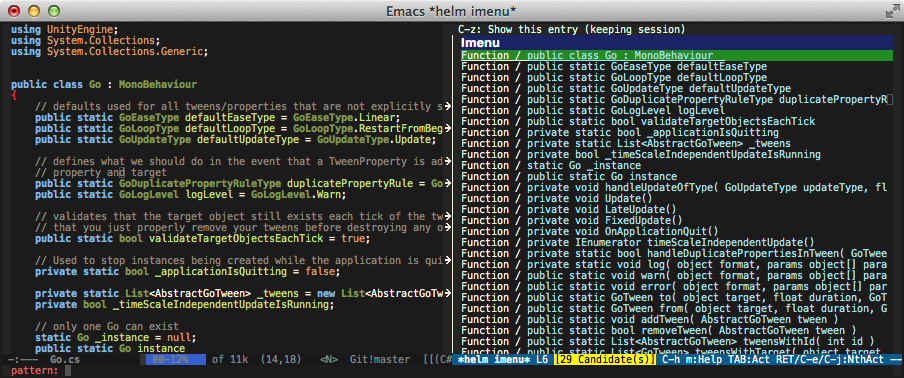 Emacs *helm imenu*
using UnityEngine;
using System.Collections;
using System.Collections.Generic;
public class Go : MonoBehaviour
{
// defaults used for all tweens/properties that are not explicitly s
public static GoEaseType defaultEaseType = GoEaseType.Linear;
public static GoLoopType defaultLoopType = GoLoopType.RestartFromBeg
public static GoUpdateType defaultUpdateType = GoUpdateType.Update;
// defines what we should do in the event that a TweenProperty is ad
// property and target
public static GoDuplicatePropertyRuleType duplicatePropertyRule = Go
public static GoLogLevel logLevel = GoLogLevel.Warn;
// validates that the target object still exists each tick of the tw
// that you just properly remove your tweens before destroying any o
public static bool validateTargetObjectsEachTick = true;
// Used to stop instances being created while the application is qui
private static bool _applicationIsQuitting = false;
private static List<AbstractGoTween> _tweens = new List<AbstractGoTw
private bool _timeScaleIndependentUpdateIsRunning;
// only one Go can exist
static Go _instance = null;
public static Go instance
-:--- Go.cs 00-12% of 11k (14,18) <N> Git!master [[(C#
pattern:
C-z: Show this entry (keeping session)
Imenu
Function / public class Go : MonoBehaviour
Function / public static GoEaseType defaultEaseType
Function / public static GoLoopType defaultLoopType
Function / public static GoUpdateType defaultUpdateType
Function / public static GoDuplicatePropertyRuleType duplicatePropertyR
Function / public static GoLogLevel logLevel
Function / public static bool validateTargetObjectsEachTick
Function / private static bool _applicationIsQuitting
Function / private static List<AbstractGoTween> _tweens
Function / private bool _timeScaleIndependentUpdateIsRunning
Function / static Go _instance
Function / public static Go instance
Function / private void handleUpdateOfType( GoUpdateType updateType, fl
Function / private void Update()
Function / private void LateUpdate()
Function / private void FixedUpdate()
Function / private void OnApplicationQuit()
Function / private IEnumerator timeScaleIndependentUpdate()
Function / private static bool handleDuplicatePropertiesInTween( GoTwee
Function / private static void log( object format, params object[] para
Function / public static void warn( object format, params object[] para
Function / public static void error( object format, params object[] par
Function / public static GoTween to( object target, float duration, GoT
Function / public static GoTween from( object target, float duration, G
Function / public static void addTween( AbstractGoTween tween )
Function / public static bool removeTween( AbstractGoTween tween )
Function / public static List<AbstractGoTween> tweensWithId( int id )
Function / public static List<GoTween> tweensWithTarget( object target
*helm imenu* L6 [29 Candidate(s)] C-h m:Help TAB:Act RET/C-e/C-j:NthAct --